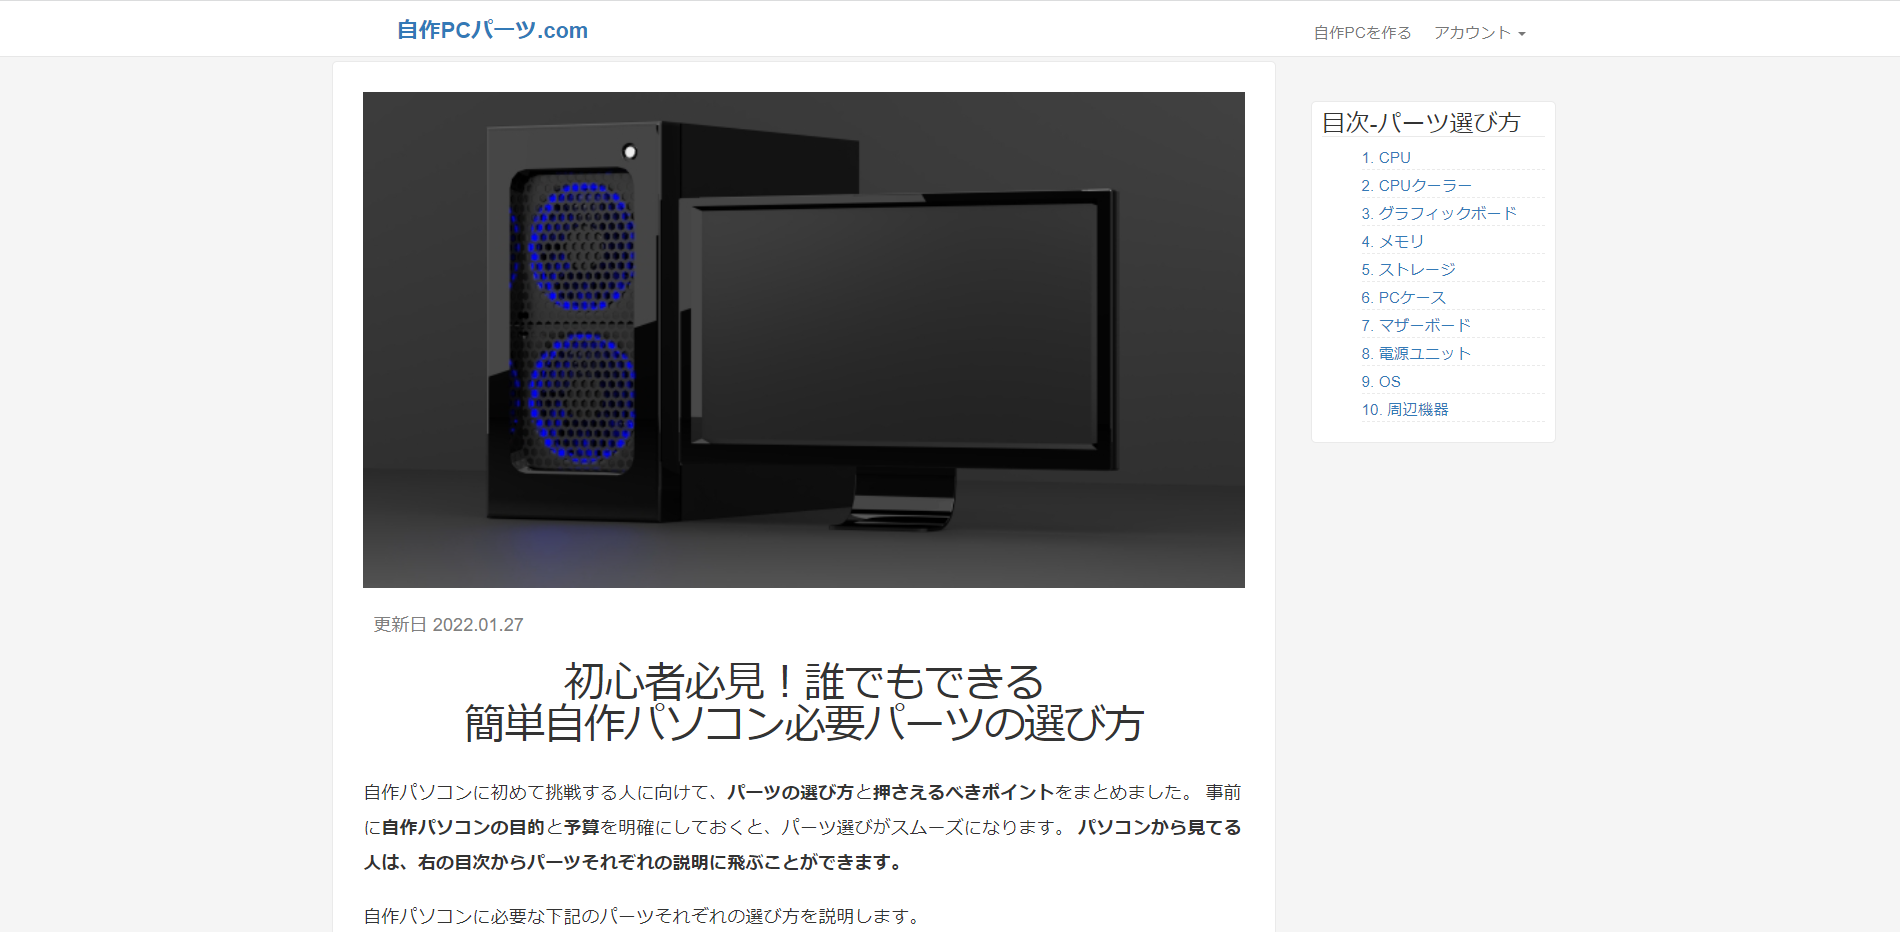 自作PCパーツ.com
自作PCを作る
アカウント
更新日 2022.01.27
初心者必見！誰でもできる
簡単自作パソコン必要パーツの選び方
自作パソコンに初めて挑戦する人に向けて、パーツの選び方と押さえるべきポイントをまとめました。 事前
に自作パソコンの目的と予算を明確にしておくと、パーツ選びがスムーズになります。 パソコンから見てる
人は、右の目次からパーツそれぞれの説明に飛ぶことができます。
自作パソコンに必要な下記のパーツそれぞれの選び方を説明します。
目次-パーツ選び方
1. CPU
2. CPUクーラー
3. グラフィックボード
4. メモリ
5. ストレージ
6. PCケース
7. マザーボード
8. 電源ユニット
9. OS
10. 周辺機器